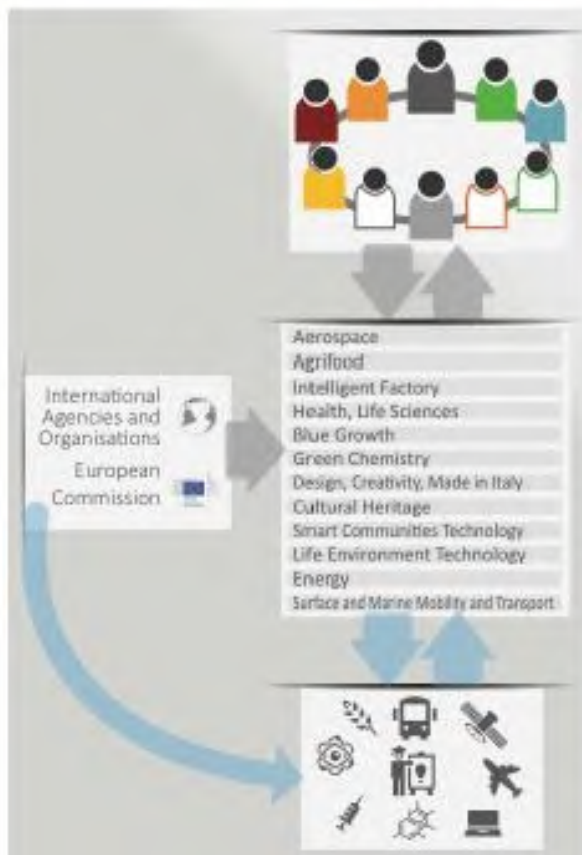 Aerospace
Agrifood
Intelligent Factory
Health, Life Sciences
Blue Growth
Green Chemistry
Design, Creativity, Made in Italy
Cultural Heritage
Smart Communities Technology
Life Environment Technology
Energy
Surface and Marine Mobility and Transport
International
Agencies and
Organisations
European
Commission